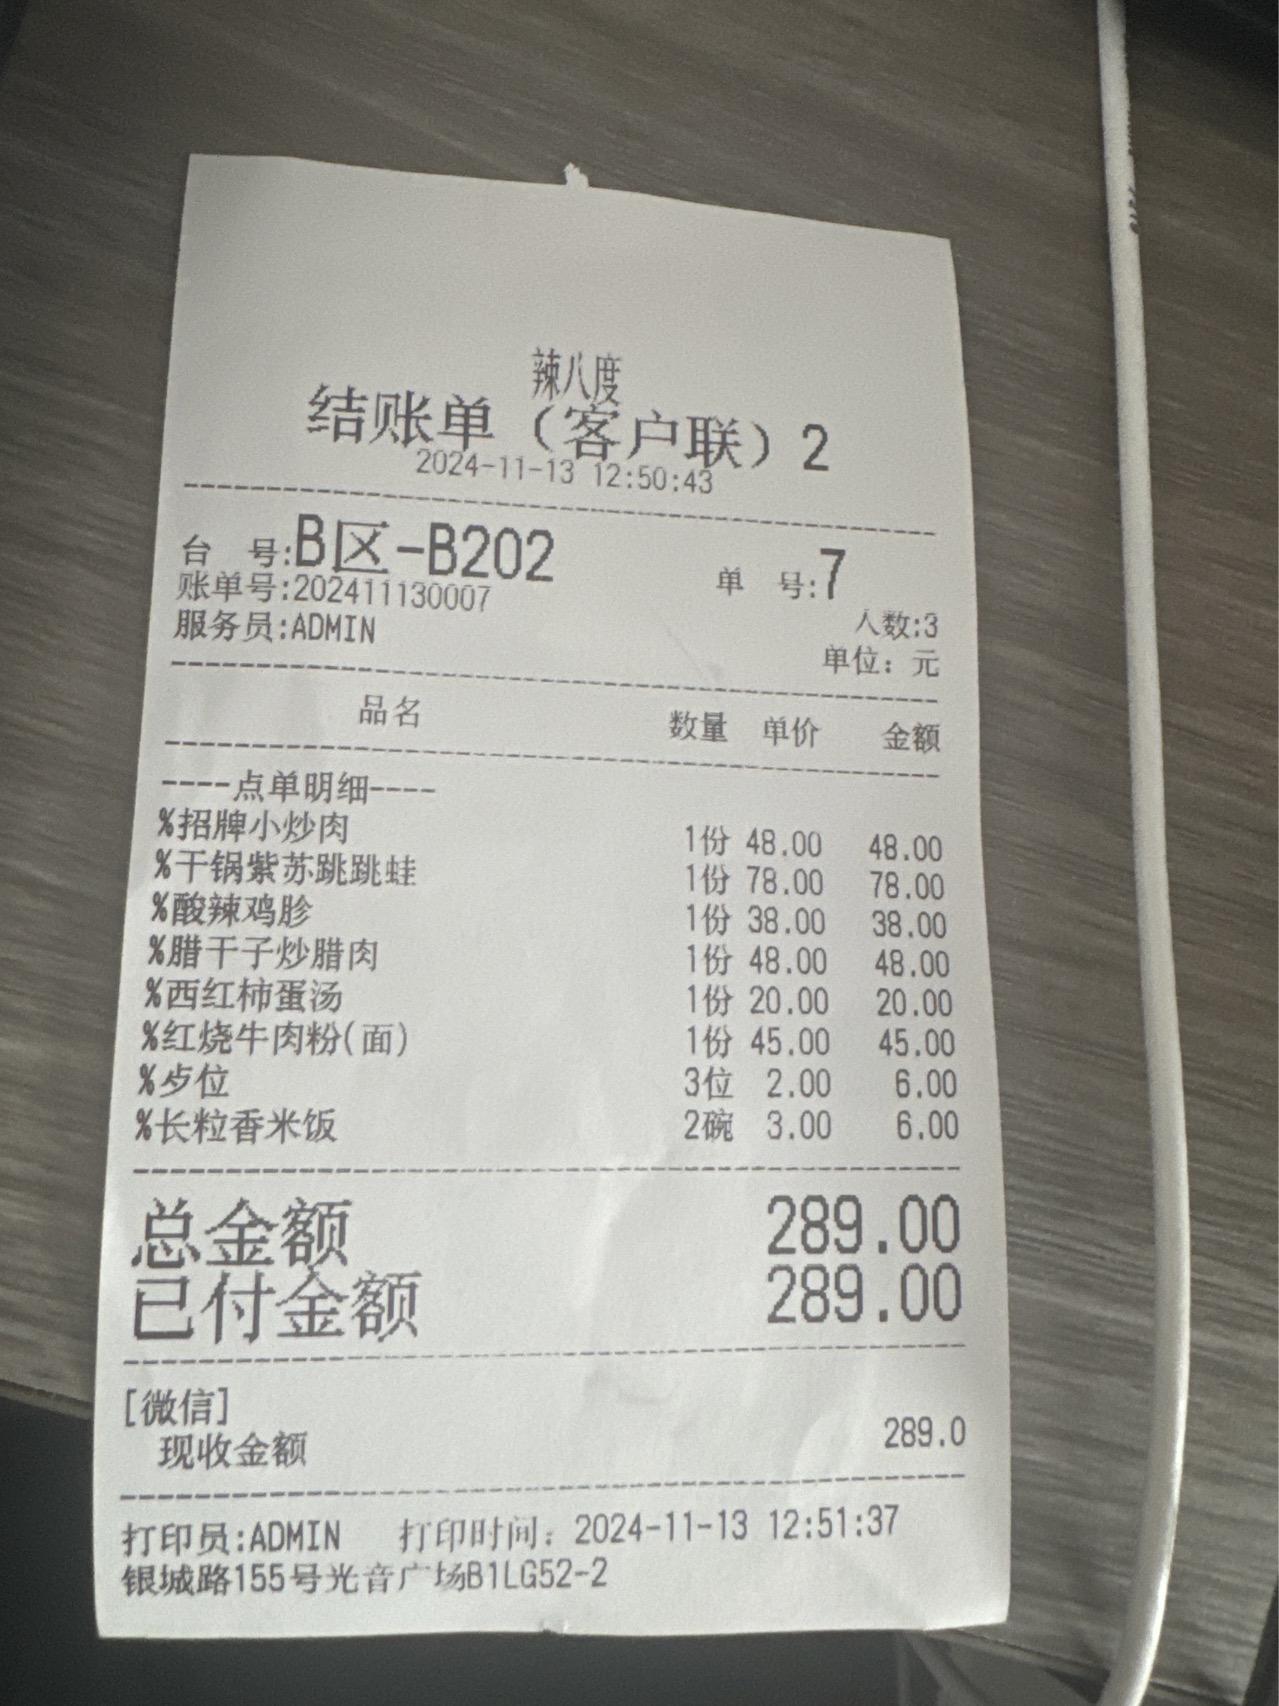 辣八度
结账单（客户联）2
2024-11-13 12:50:43
台 号:B区-B202 单 号:7
账单号:202411130007
人数:3
服务员:ADMIN
单位：元
品名 数量 单价 金额
----点单明细----
%招牌小炒肉 1份 48.00 48.00
%干锅紫苏跳跳蛙 1份 78.00 78.00
%酸辣鸡胗 1份 38.00 38.00
%腊干子炒腊肉 1份 48.00 48.00
%西红柿蛋汤 1份 20.00 20.00
%红烧牛肉粉(面) 1份 45.00 45.00
%歺位 3位 2.00 6.00
%长粒香米饭 2碗 3.00 6.00
总金额 289.00
已付金额 289.00
[微信]
现收金额 289.0
打印员:ADMIN 打印时间：2024-11-13 12:51:37
银城路155号光音广场B1LG52-2